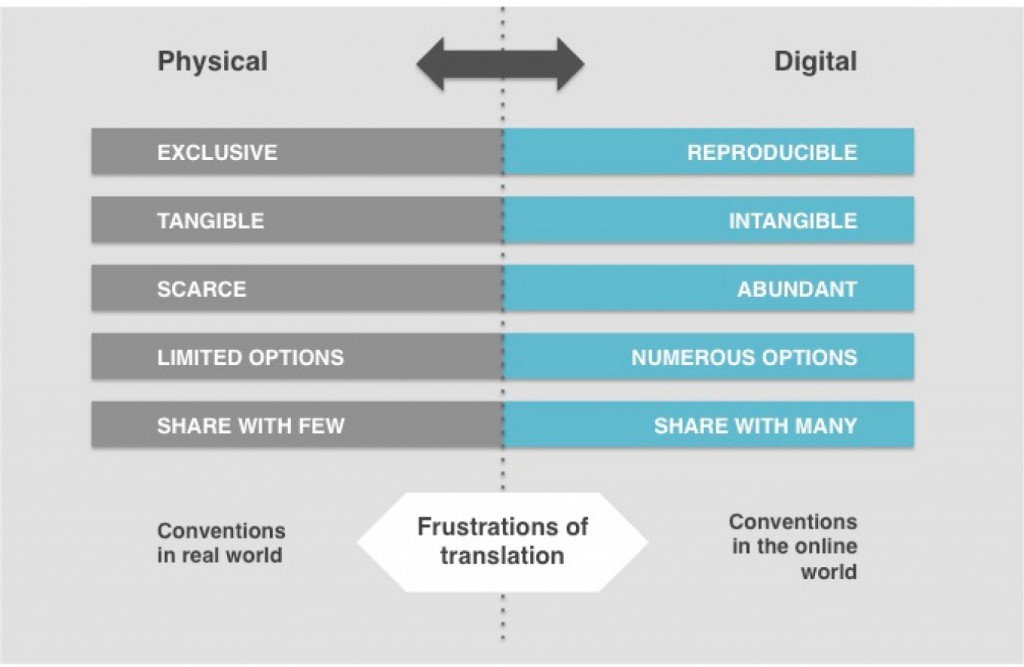 Physical
Digital
EXCLUSIVE
REPRODUCIBLE
TANGIBLE
INTANGIBLE
SCARCE
ABUNDANT
LIMITED OPTIONS
NUMEROUS OPTIONS
SHARE WITH FEW
SHARE WITH MANY
Conventions
in real world
Frustrations of
translation
Conventions
in the online
world